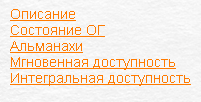 Описание
Состояние ОГ
Альманахи
Мгновенная доступность
Интегральная доступность